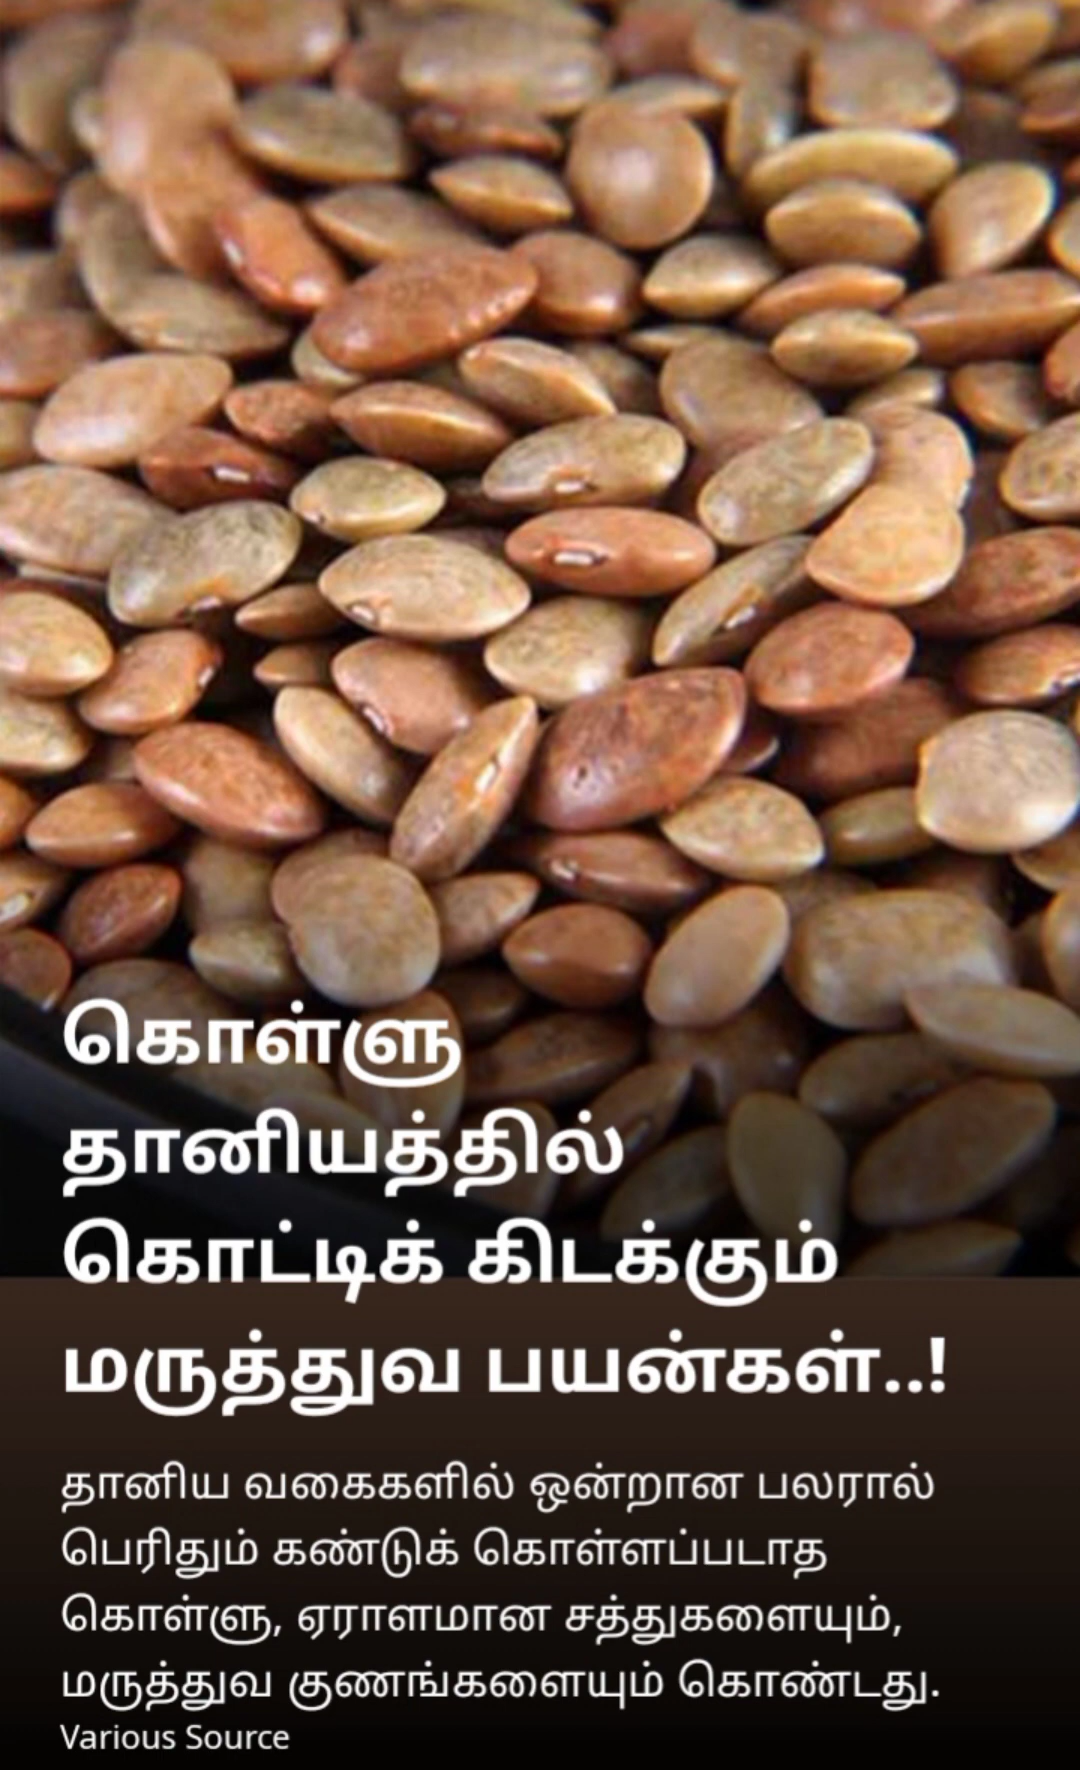 கொள்ளு
தானியத்தில்
கொட்டிக் கிடக்கும்
மருத்துவ பயன்கள்..!
தானிய வகைகளில் ஒன்றான பலரால்
பெரிதும் கண்டுக் கொள்ளப்படாத
கொள்ளு, ஏராளமான சத்துகளையும்,
மருத்துவ குணங்களையும் கொண்டது.
Various Source